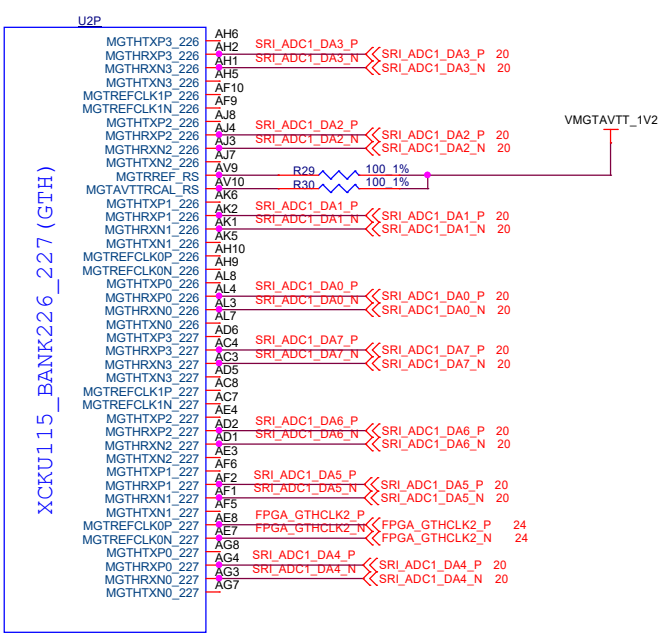 U2P
XCKU115_BANK226_227(GTH)
MGTHTXP3_226 AH6
MGTHRXP3_226 AH2 SRI_ADC1_DA3_P SRI_ADC1_DA3_P 20
MGTHRXN3_226 AH1 SRI_ADC1_DA3_N SRI_ADC1_DA3_N 20
MGTHTXN3_226 AH5
MGTREFCLK1P_226 AF10
MGTHREFCLK1N_226 AF9
MGTHTXP2_226 AJ8
MGTHRXP2_226 AJ4 SRI_ADC1_DA2_P SRI_ADC1_DA2_P 20
MGTHRXN2_226 AJ3 SRI_ADC1_DA2_N SRI_ADC1_DA2_N 20
MGTHTXN2_226 AJ7
VMGTAVTT_1V2
MGTRREF_RS AV9 R29 100 1%
MGTAVTTRCAL_RS AV10 R30 100 1%
MGTHTXP1_226 AK6
MGTHRXP1_226 AK2 SRI_ADC1_DA1_P SRI_ADC1_DA1_P 20
MGTHRXN1_226 AK1 SRI_ADC1_DA1_N SRI_ADC1_DA1_N 20
MGTHTXN1_226 AK5
MGTREFCLK0P_226 AH10
MGTREFCLK0N_226 AH9
MGTHTXP0_226 AL8
MGTHRXP0_226 AL4 SRI_ADC1_DA0_P SRI_ADC1_DA0_P 20
MGTHRXN0_226 AL3 SRI_ADC1_DA0_N SRI_ADC1_DA0_N 20
MGTHTXN0_226 AL7
MGTHTXP3_227 AD6
MGTHRXP3_227 AC4 SRI_ADC1_DA7_P SRI_ADC1_DA7_P 20
MGTHRXN3_227 AC3 SRI_ADC1_DA7_N SRI_ADC1_DA7_N 20
MGTHTXN3_227 AD5
MGTREFCLK1P_227 AC8
MGTREFCLK1N_227 AC7
MGTHTXP2_227 AE4
MGTHRXP2_227 AD2 SRI_ADC1_DA6_P SRI_ADC1_DA6_P 20
MGTHRXN2_227 AD1 SRI_ADC1_DA6_N SRI_ADC1_DA6_N 20
MGTHTXN2_227 AE3
MGTHTXP1_227 AF6
MGTHRXP1_227 AF2 SRI_ADC1_DA5_P SRI_ADC1_DA5_P 20
MGTHRXN1_227 AF1 SRI_ADC1_DA5_N SRI_ADC1_DA5_N 20
MGTHTXN1_227 AF5
MGTREFCLK0P_227 AE8 FPGA_GTHCLK2_P FPGA_GTHCLK2_P 24
MGTREFCLK0N_227 AE7 FPGA_GTHCLK2_N FPGA_GTHCLK2_N 24
MGTHTXP0_227 AG8
MGTHRXP0_227 AG4 SRI_ADC1_DA4_P SRI_ADC1_DA4_P 20
MGTHRXN0_227 AG3 SRI_ADC1_DA4_N SRI_ADC1_DA4_N 20
MGTHTXN0_227 AG7